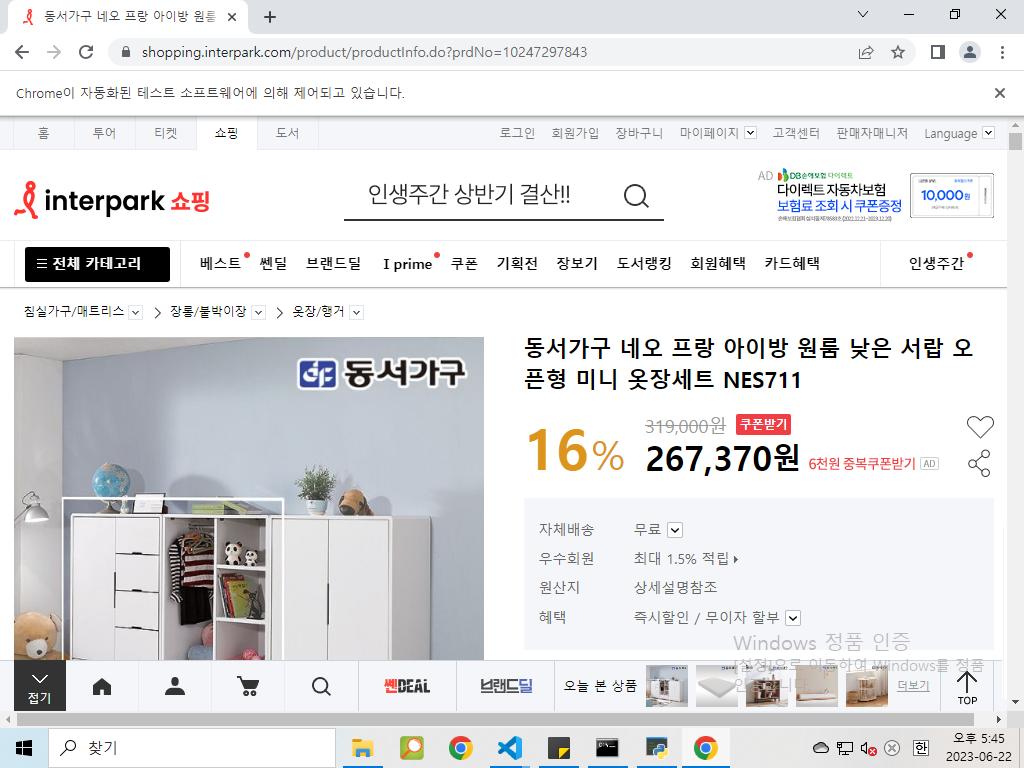 동서가구 네오 프랑 아이방 원룸
shopping.interpark.com/product/productInfo.do?prdNo=10247297843
Chrome이 자동화된 테스트 소프트웨어에 의해 제어되고 있습니다.
홈 투어 티켓 쇼핑 도서 로그인 회원가입 장바구니 마이페이지 고객센터 판매자매니저 Language
interpark 쇼핑 인생주간 상반기 결산!! AD DB손해보험 다이렉트
다이렉트 자동차보험
보험료 조회 시 쿠폰증정
10,000원
전체 카테고리 베스트 쎈딜 브랜드딜 I prime 쿠폰 기획전 장보기 도서랭킹 회원혜택 카드혜택 인생주간
침실가구/매트리스 장롱/붙박이장 옷장/행거
동서가구
동서가구 네오 프랑 아이방 원룸 낮은 서랍 오
픈형 미니 옷장세트 NES711
16% 319,000원 쿠폰받기
267,370원 6천원 중복쿠폰받기 AD
자체배송 무료
우수회원 최대 1.5% 적립
원산지 상세설명참조
혜택 즉시할인 / 무이자 할부
Windows 정품 인증
[설정]으로 이동하여 Windows를 정품
접기 쎈DEAL 브랜드딜 오늘 본 상품 더보기 TOP
찾기 한 오후 5:45
2023-06-22